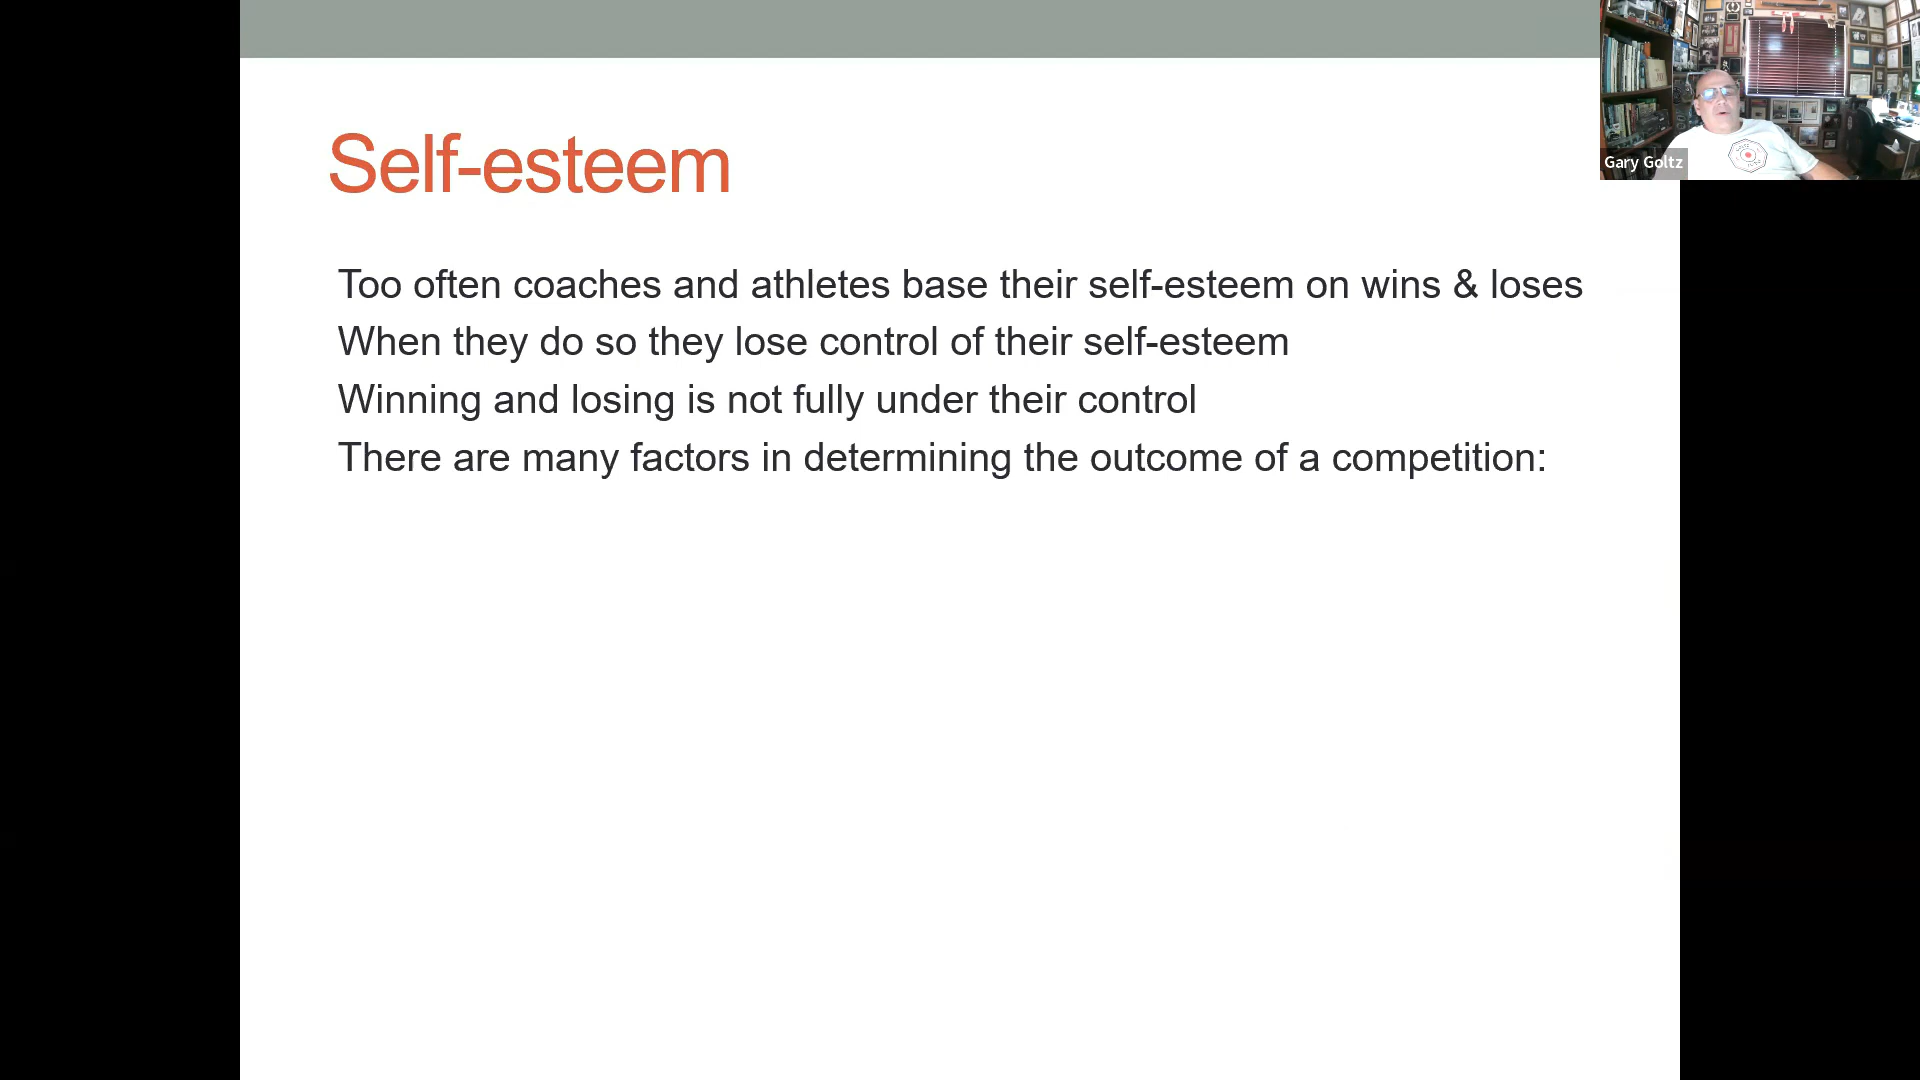 Self-esteem
Too often coaches and athletes base their self-esteem on wins & loses
When they do so they lose control of their self-esteem
Winning and losing is not fully under their control
There are many factors in determining the outcome of a competition:
Gary Goltz